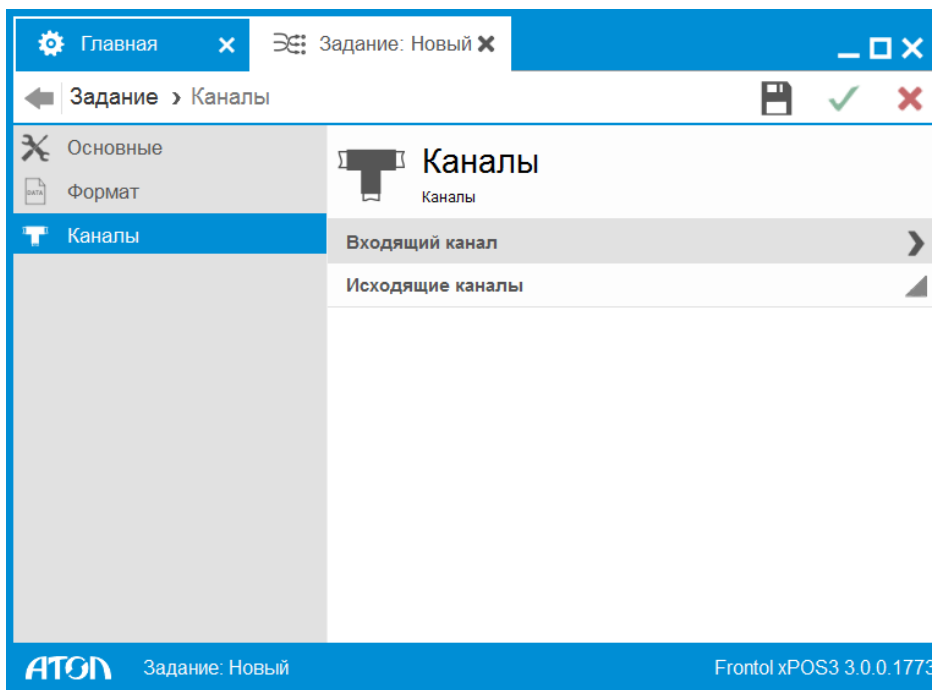 Главная
Задание: Новый
Задание › Каналы
Основные
DATA
Формат
Каналы
Каналы
Каналы
Входящий канал
Исходящие каналы
ATOL
Задание: Новый
Frontol xPOS3 3.0.0.1773